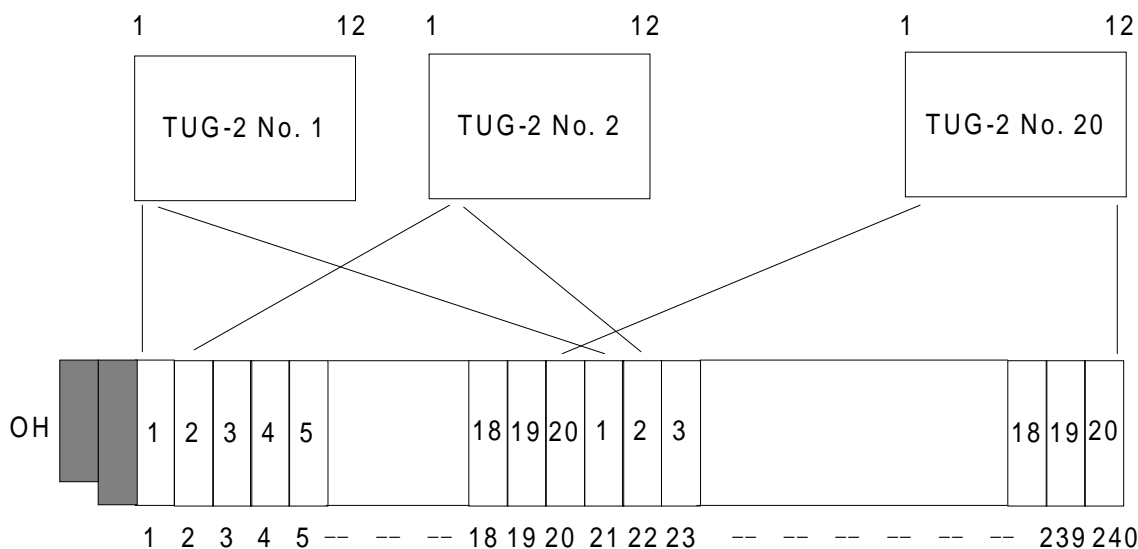 1 12 1 12 1 12
TUG-2 No. 1 TUG-2 No. 2 TUG-2 No. 20
OH 1 2 3 4 5 18 19 20 1 2 3 18 19 20
1 2 3 4 5 -- -- -- 18 19 20 21 22 23 -- -- -- -- -- -- -- 239 240